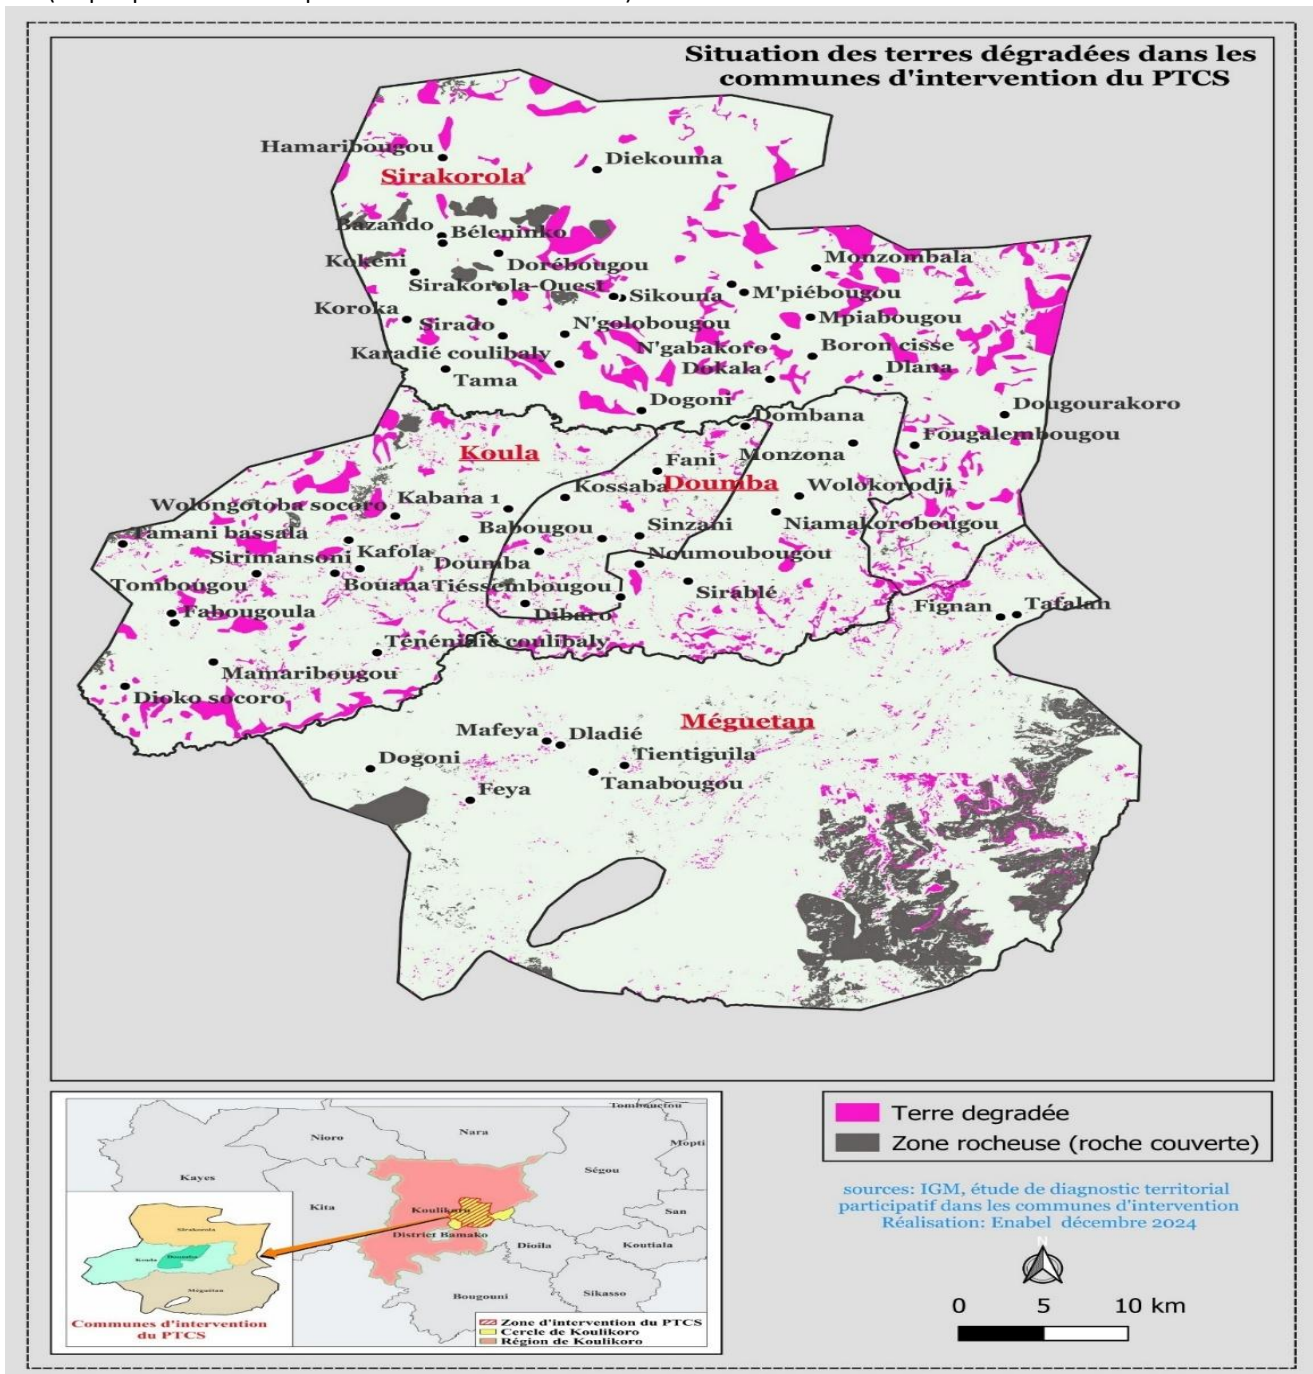 Situation des terres dégradées dans les
communes d'intervention du PTCS
Hamaribougou
Diekouma
Sirakorola
Bazando
Béleninko
Kokeni
Dorébougou
Monzombala
Sirakorola-Ouest
Sikouna
M'piébougou
Koroka
Sirado
N'golobougou
Mpiabougou
Karadié coulibaly
N'gabakoro
Boron cisse
Tama
Dokala
Dlana
Dogoni
Dombana
Dougourakoro
Koula
Fani
Monzona
Fougalembougou
Doumba
Wolongotoba socoro
Kabana 1
Kossaba
Wolokorodji
Tamani bassala
Babougou
Sinzani
Niamakorobougou
Sirimansoni
Kafola
Doumba
Noumoubougou
Tombougou
Bouana
Tiéssembougou
Sirablé
Fabougoula
Dibaro
Fignan
Tafalan
Mamaribougou
Dioko socoro
Méguetan
Mafeya
Dladié
Dogoni
Tientiguila
Feya
Tanabougou
Terre degradée
Zone rocheuse (roche couverte)
sources: IGM, étude de diagnostic territorial
participatif dans les communes d'intervention
Réalisation: Enabel décembre 2024
N
0 5 10 km
Tombouctou
Nioro
Nara
Mopti
Kayes
Ségou
Kita
Koulikoro
San
District Bamako
Dioila
Koutiala
Bougouni
Sikasso
Sirakorola
Koula
Doumba
Communes d'intervention
du PTCS
Zone d'intervention du PTCS
Cercle de Koulikoro
Région de Koulikoro